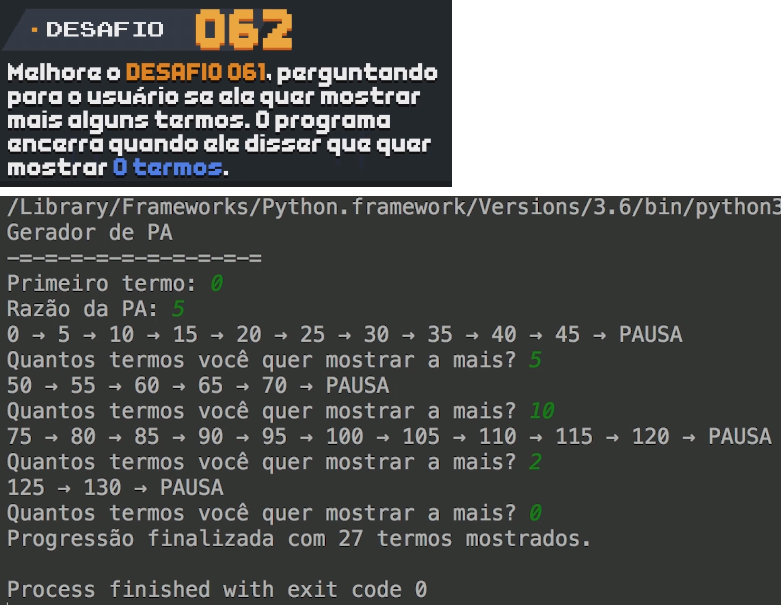 ▪ DESAFIO 062
Melhore o DESAFIO 061, perguntando
para o usuário se ele quer mostrar
mais alguns termos. O programa
encerra quando ele disser que quer
mostrar 0 termos.
/Library/Frameworks/Python.framework/Versions/3.6/bin/python3
Gerador de PA
-=-=-=-=-=-=-=-=-=-=
Primeiro termo: 0
Razão da PA: 5
0 → 5 → 10 → 15 → 20 → 25 → 30 → 35 → 40 → 45 → PAUSA
Quantos termos você quer mostrar a mais? 5
50 → 55 → 60 → 65 → 70 → PAUSA
Quantos termos você quer mostrar a mais? 10
75 → 80 → 85 → 90 → 95 → 100 → 105 → 110 → 115 → 120 → PAUSA
Quantos termos você quer mostrar a mais? 2
125 → 130 → PAUSA
Quantos termos você quer mostrar a mais? 0
Progressão finalizada com 27 termos mostrados.
Process finished with exit code 0